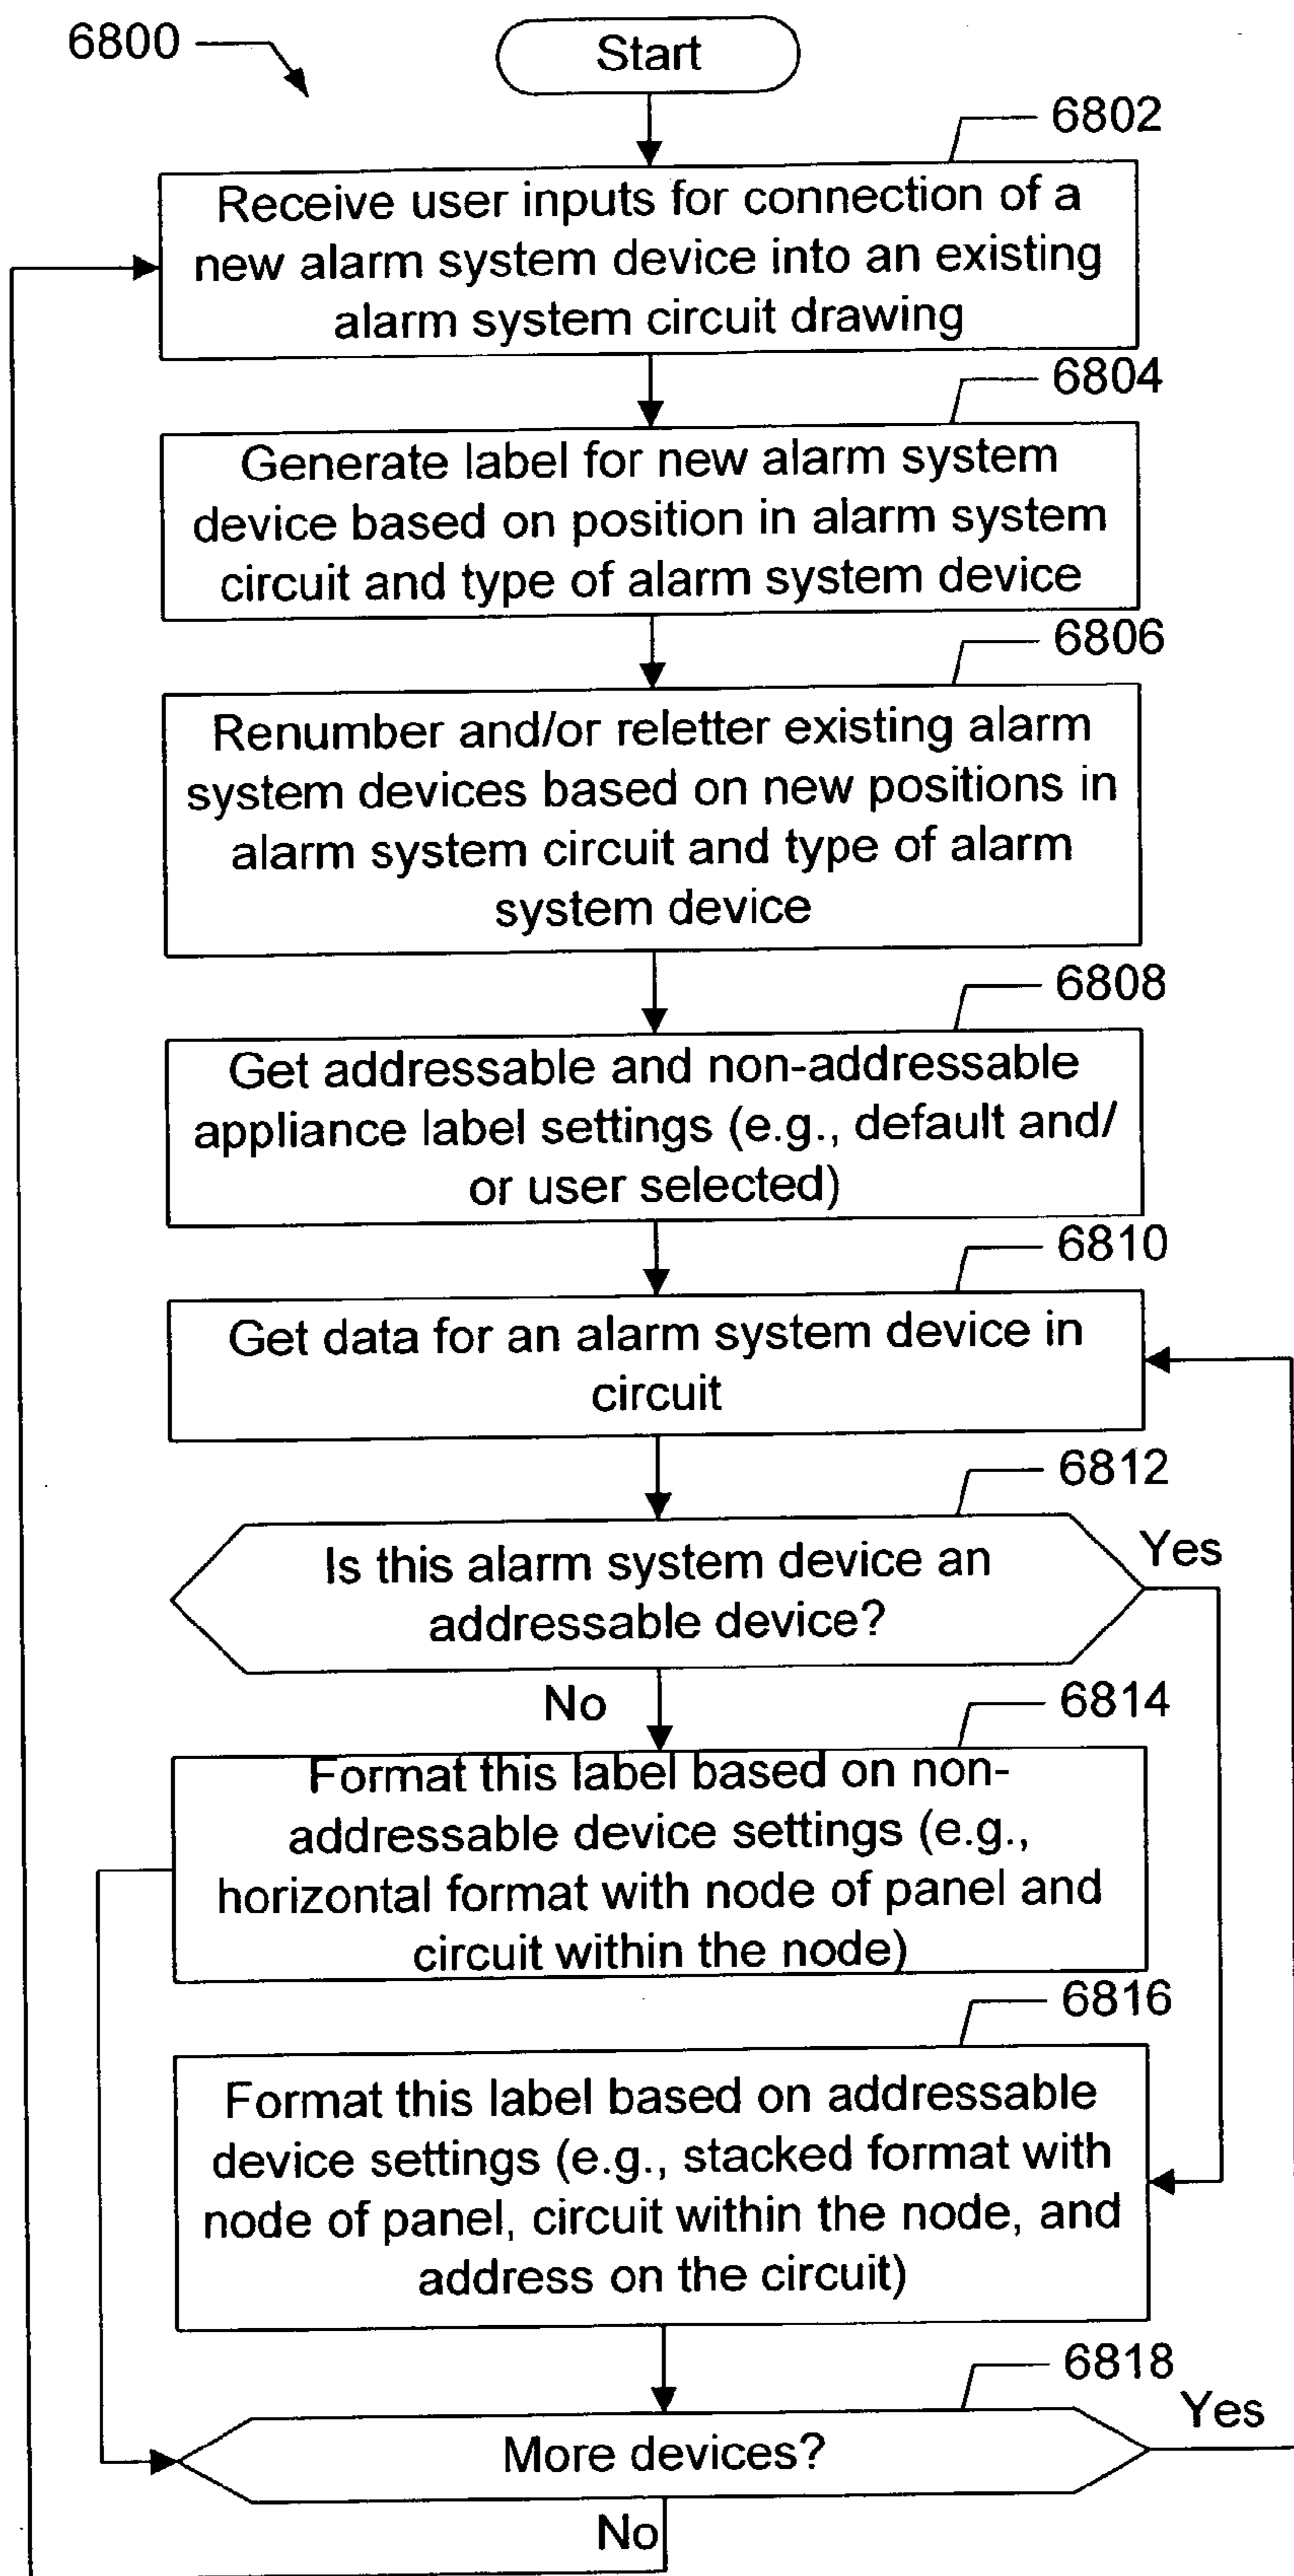 6800
Start
6802
Receive user inputs for connection of a
new alarm system device into an existing
alarm system circuit drawing
6804
Generate label for new alarm system
device based on position in alarm system
circuit and type of alarm system device
6806
Renumber and/or reletter existing alarm
system devices based on new positions in
alarm system circuit and type of alarm
system device
6808
Get addressable and non-addressable
appliance label settings (e.g., default and/
or user selected)
6810
Get data for an alarm system device in
circuit
6812
Is this alarm system device an
addressable device?
Yes
No
6814
Format this label based on non-
addressable device settings (e.g.,
horizontal format with node of panel and
circuit within the node)
6816
Format this label based on addressable
device settings (e.g., stacked format with
node of panel, circuit within the node, and
address on the circuit)
6818
More devices?
Yes
No